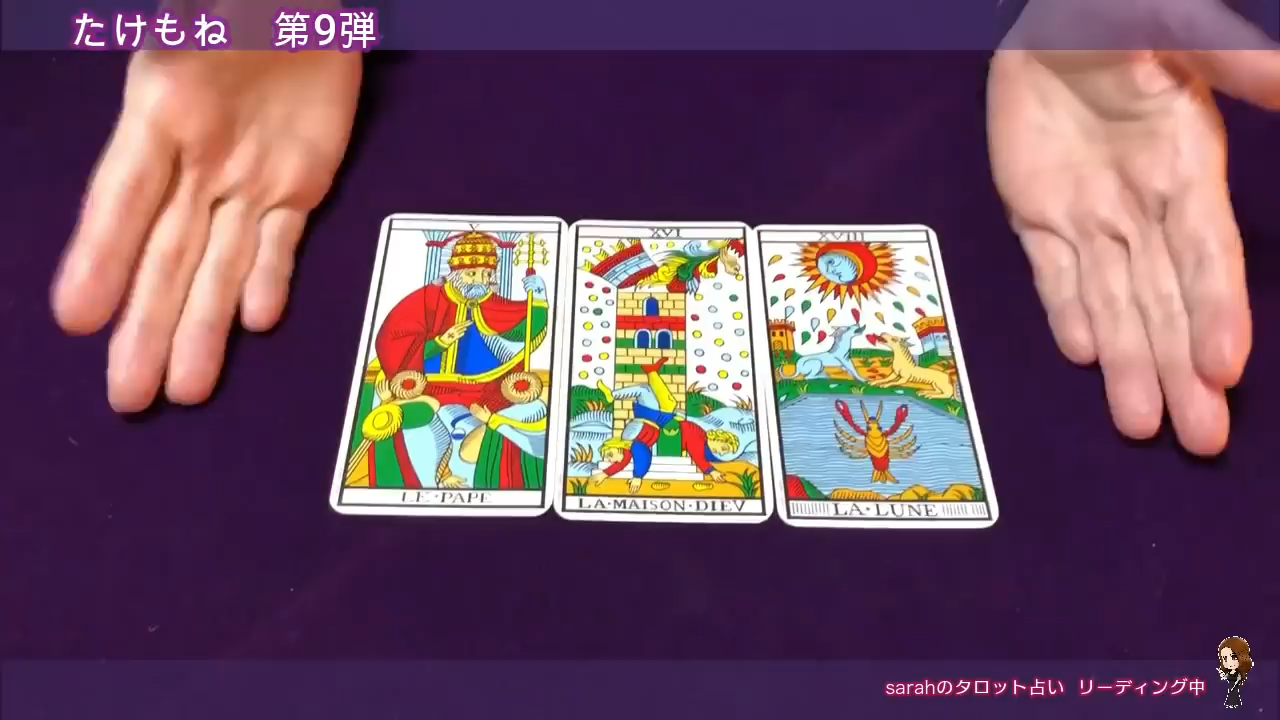 たけもね 第9弾
V
XVI
XVIII
LE·PAPE
LA·MAISON·DIEV
LA·LUNE
sarahのタロット占い リーディング中